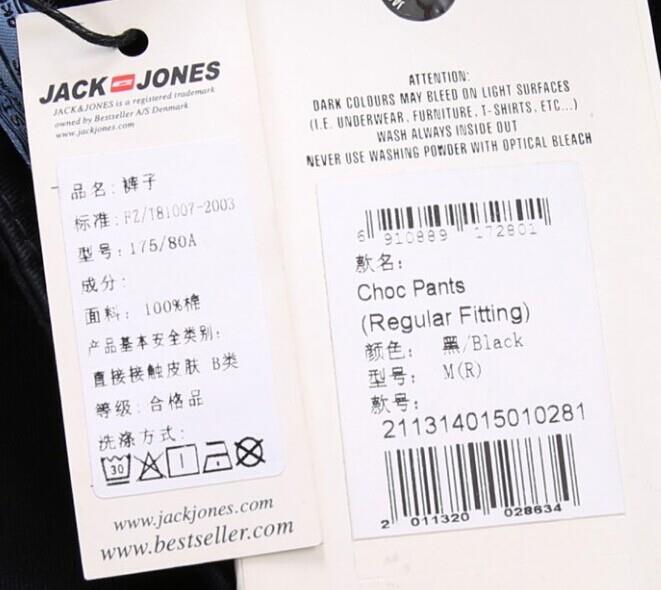 JACK JONES
JACK&JONES is a registered trademark
owned by Bestseller A/S Denmark
www.jackjones.com
品名: 裤子
标准: FZ/T81007-2003
型号: 175/80A
成分:
面料: 100%棉
产品基本安全类别:
直接接触皮肤 B类
等级: 合格品
洗涤方式:
30
www.jackjones.com
www.bestseller.com
ATTENTION:
DARK COLOURS MAY BLEED ON LIGHT SURFACES
(I.E. UNDERWEAR, FURNITURE, T-SHIRTS, ETC...)
WASH ALWAYS INSIDE OUT
NEVER USE WASHING POWDER WITH OPTICAL BLEACH
6 910889 172801
款名:
Choc Pants
(Regular Fitting)
颜色: 黑/Black
型号: M(R)
款号:
211314015010281
2 011320 028634